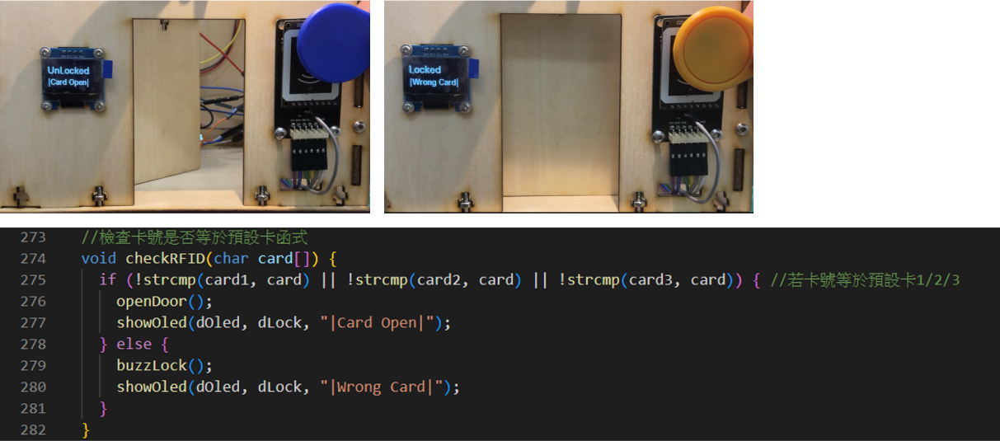 UnLocked
|Card Open|
Locked
|Wrong Card|
273 //檢查卡號是否等於預設卡函式
274 void checkRFID(char card[]) {
275 if (!strcmp(card1, card) || !strcmp(card2, card) || !strcmp(card3, card)) { //若卡號等於預設卡1/2/3
276 openDoor();
277 showOled(dOled, dLock, "|Card Open|");
278 } else {
279 buzzLock();
280 showOled(dOled, dLock, "|Wrong Card|");
281 }
282 }